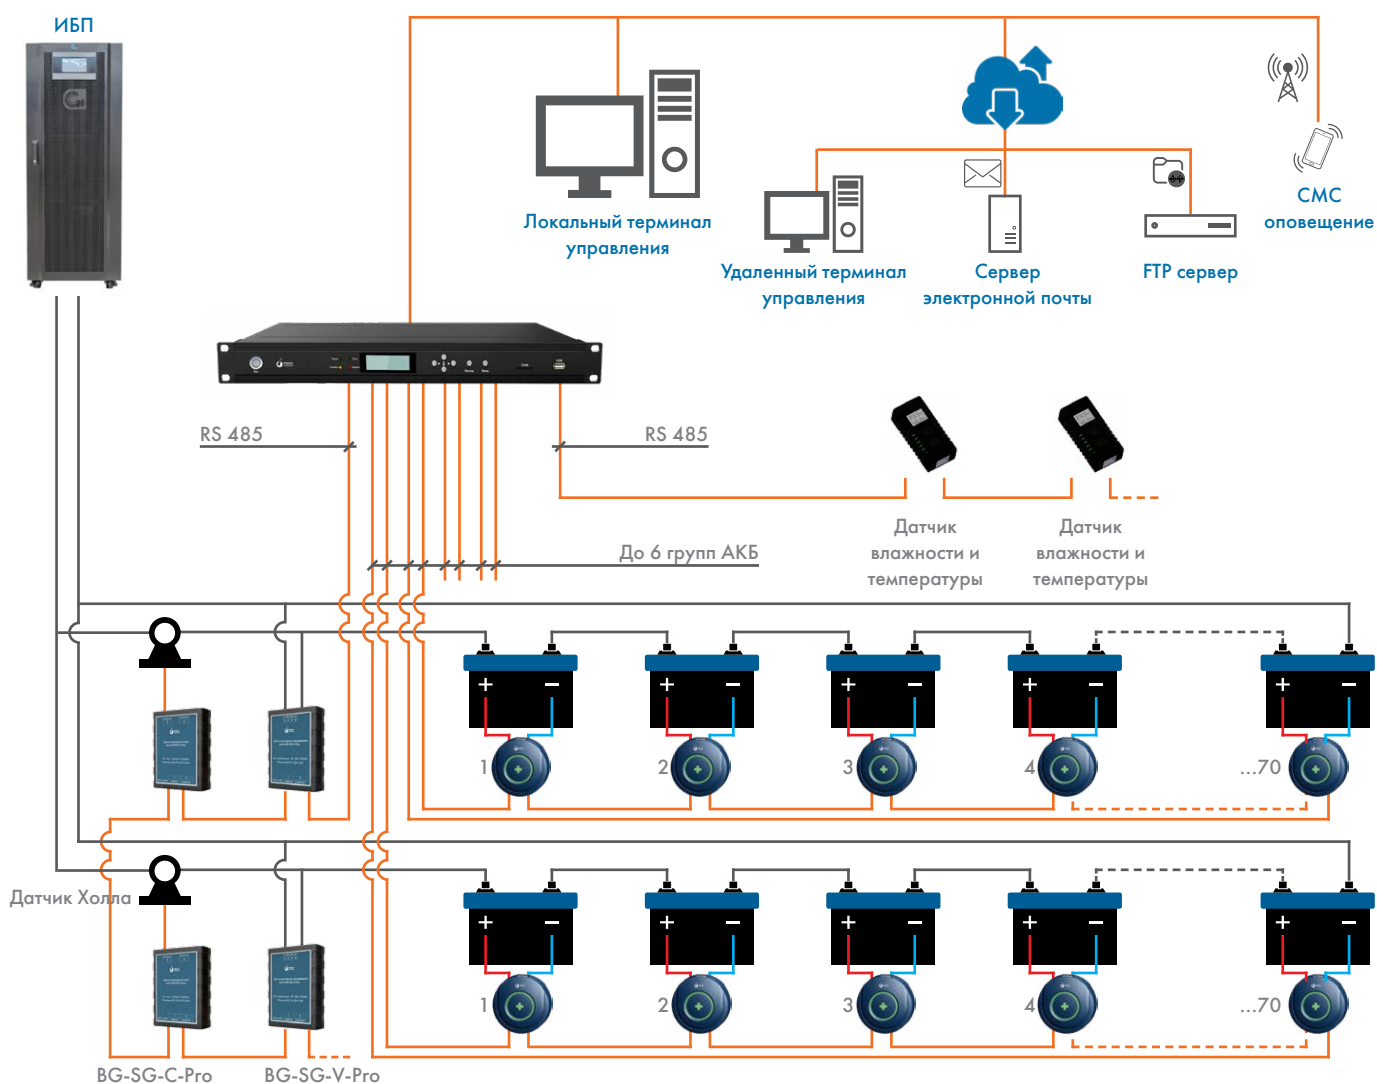 ИБП
Локальный терминал
управления
Удаленный терминал
управления
Сервер
электронной почты
FTP сервер
СМС
оповещение
RS 485
RS 485
До 6 групп АКБ
Датчик
влажности и
температуры
Датчик
влажности и
температуры
+ −
+ −
+ −
+ −
+ −
1
2
3
4
...70
Датчик Холла
+ −
+ −
+ −
+ −
+ −
1
2
3
4
...70
BG-SG-C-Pro
BG-SG-V-Pro